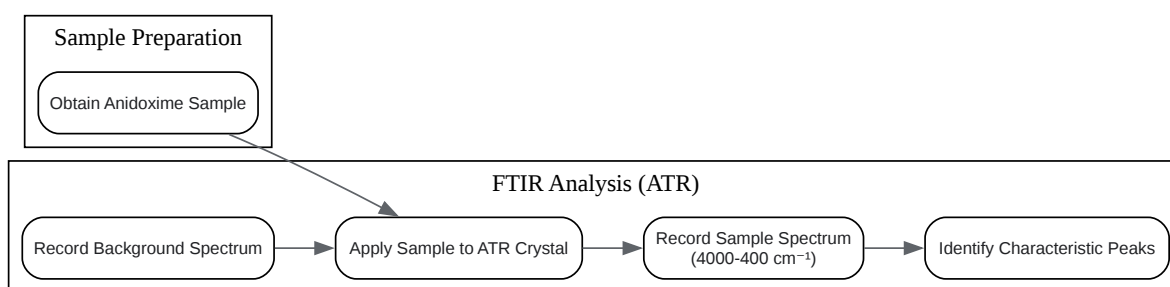 Sample Preparation
Obtain Anidoxime Sample
FTIR Analysis (ATR)
Record Background Spectrum
Apply Sample to ATR Crystal
Record Sample Spectrum
(4000-400 cm⁻¹)
Identify Characteristic Peaks